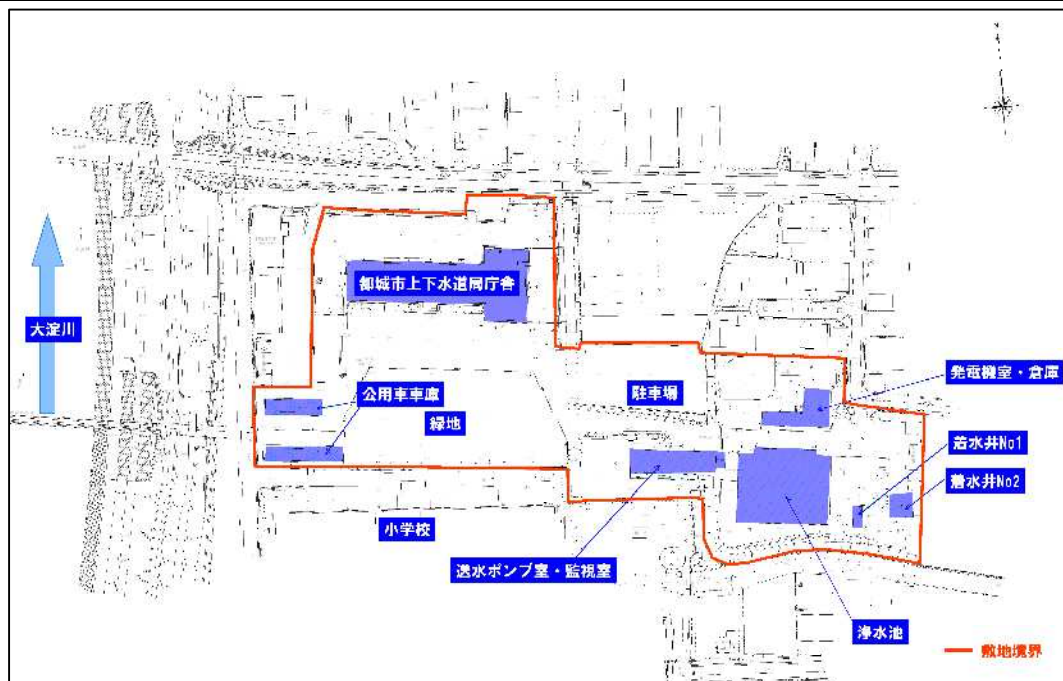 都城市上下水道局庁舎
大淀川
発電機室・倉庫
公用車車庫
駐車場
緑地
着水井No1
着水井No2
小学校
送水ポンプ室・監視室
浄水池
敷地境界